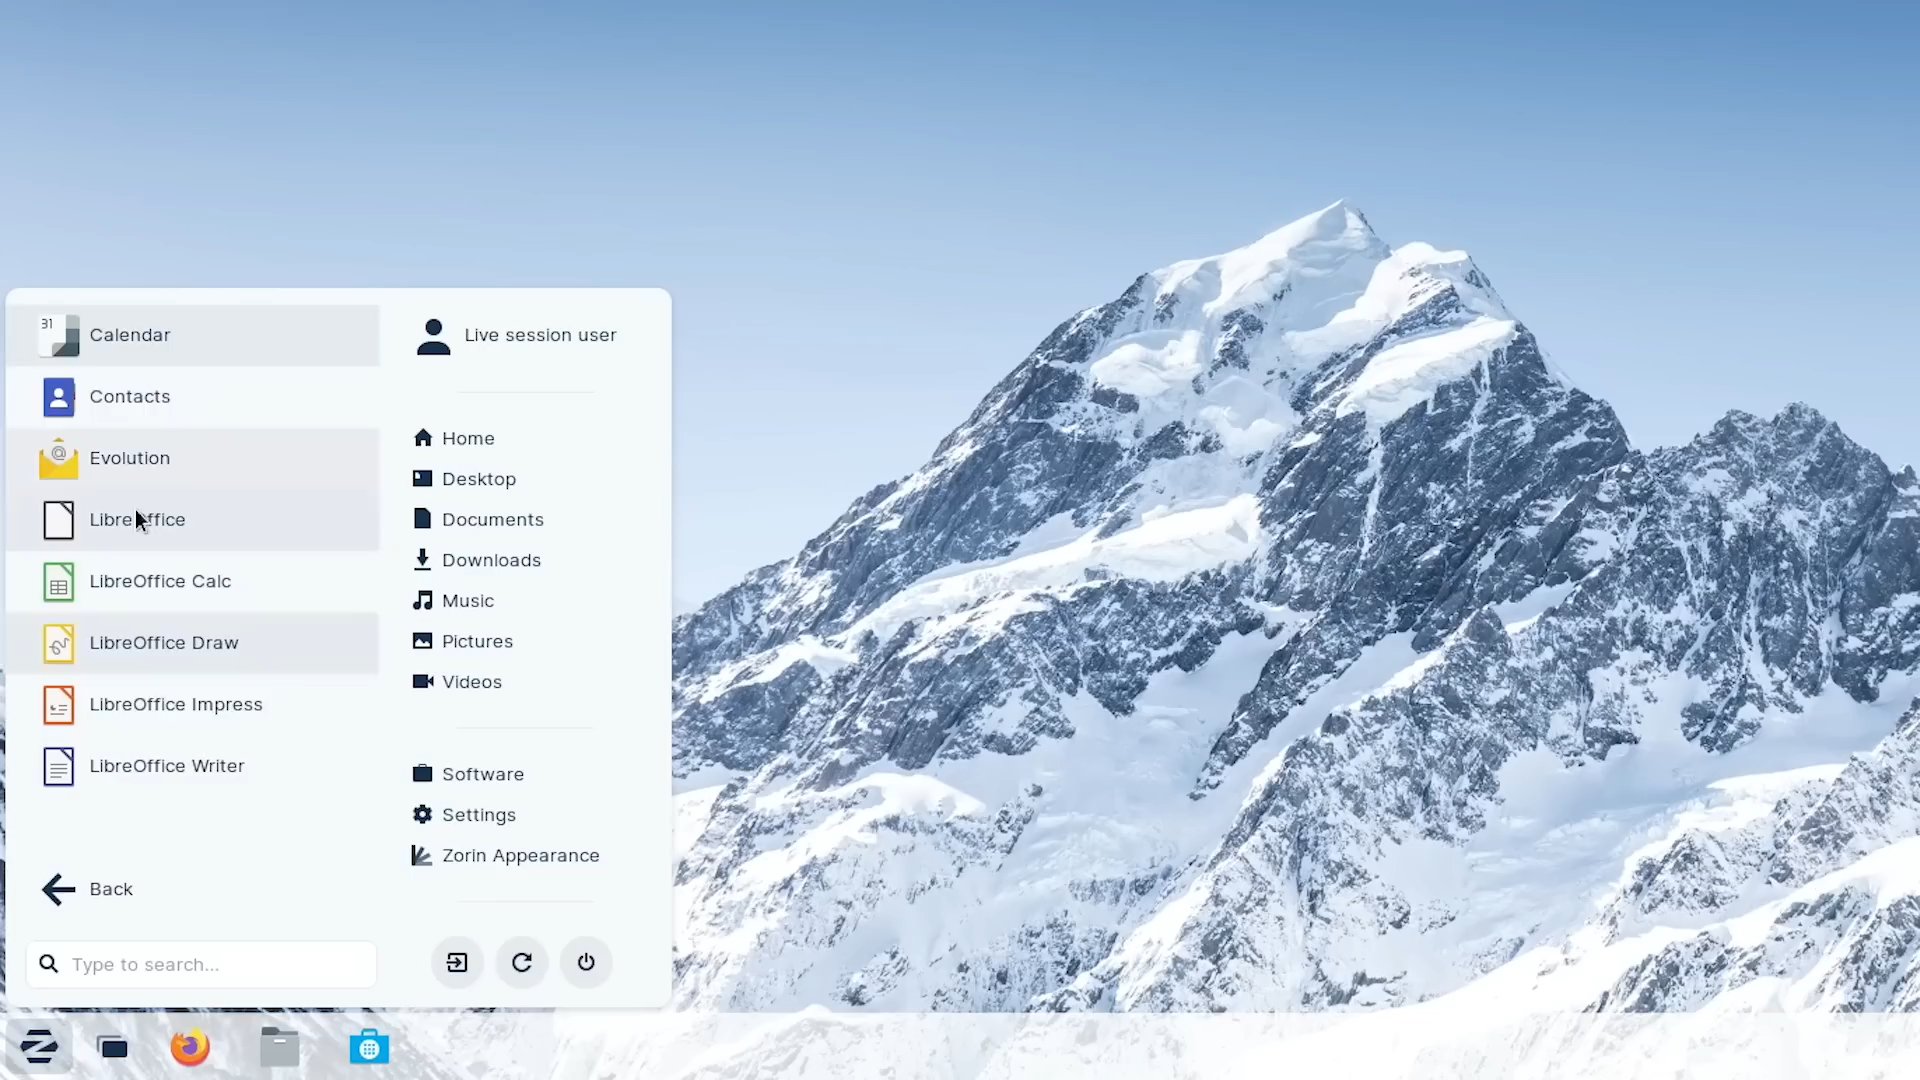 31
Calendar
Contacts
Evolution
LibreOffice
LibreOffice Calc
LibreOffice Draw
LibreOffice Impress
LibreOffice Writer
Back
Type to search...
Live session user
Home
Desktop
Documents
Downloads
Music
Pictures
Videos
Software
Settings
Zorin Appearance